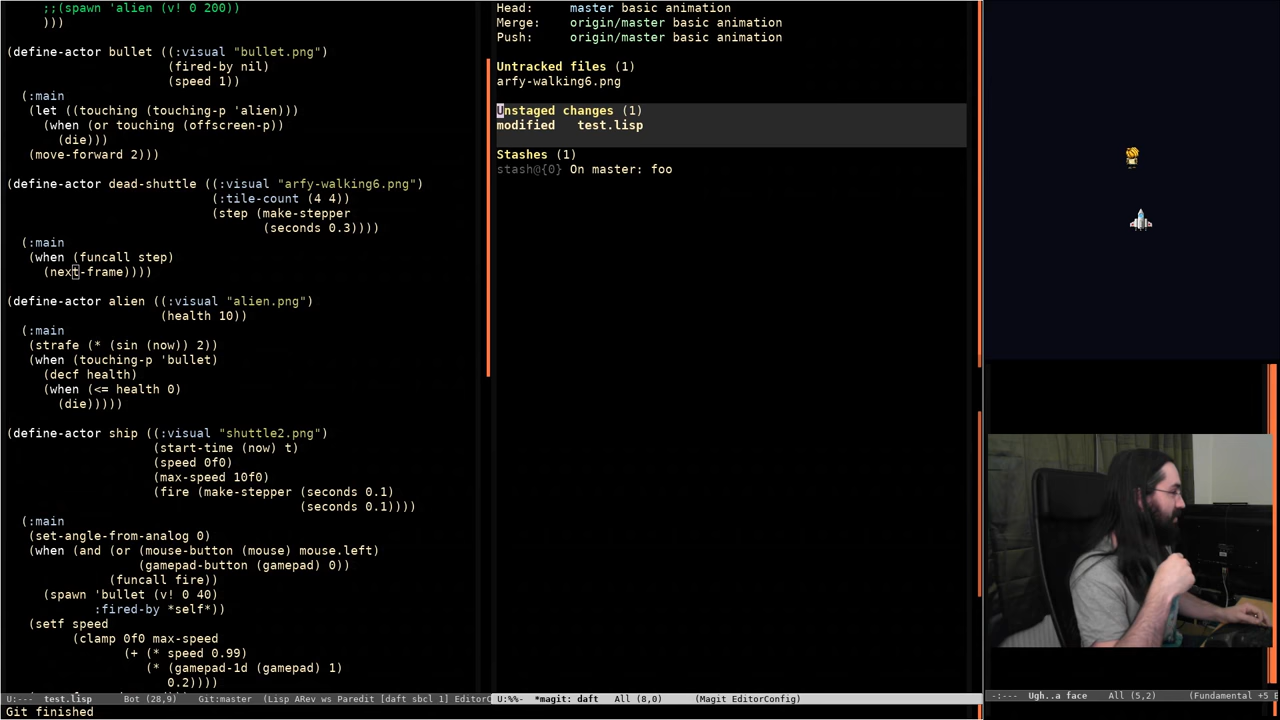 ;;(spawn 'alien (v! 0 200))
)))
(define-actor bullet ((:visual "bullet.png")
(fired-by nil)
(speed 1))
(:main
(let ((touching (touching-p 'alien)))
(when (or touching (offscreen-p))
(die)))
(move-forward 2)))
(define-actor dead-shuttle ((:visual "arfy-walking6.png")
(:tile-count (4 4))
(step (make-stepper
(seconds 0.3))))
(:main
(when (funcall step)
(next-frame))))
(define-actor alien ((:visual "alien.png")
(health 10))
(:main
(strafe (* (sin (now)) 2))
(when (touching-p 'bullet)
(decf health)
(when (<= health 0)
(die)))))
(define-actor ship ((:visual "shuttle2.png")
(start-time (now) t)
(speed 0f0)
(max-speed 10f0)
(fire (make-stepper (seconds 0.1)
(seconds 0.1))))
(:main
(set-angle-from-analog 0)
(when (and (or (mouse-button (mouse) mouse.left)
(gamepad-button (gamepad) 0))
(funcall fire))
(spawn 'bullet (v! 0 40)
:fired-by *self*))
(setf speed
(clamp 0f0 max-speed
(+ (* speed 0.99)
(* (gamepad-1d (gamepad) 1)
0.2))))
U:--- test.lisp Bot (28,9) Git:master (Lisp ARev ws Paredit [daft sbcl 1] EditorC
Git finished
Head: master basic animation
Merge: origin/master basic animation
Push: origin/master basic animation
Untracked files (1)
arfy-walking6.png
Unstaged changes (1)
modified test.lisp
Stashes (1)
stash@{0} On master: foo
U:%%- *magit: daft All (8,0) (Magit EditorConfig)
-:--- Ugh..a face All (5,2) (Fundamental +5 E